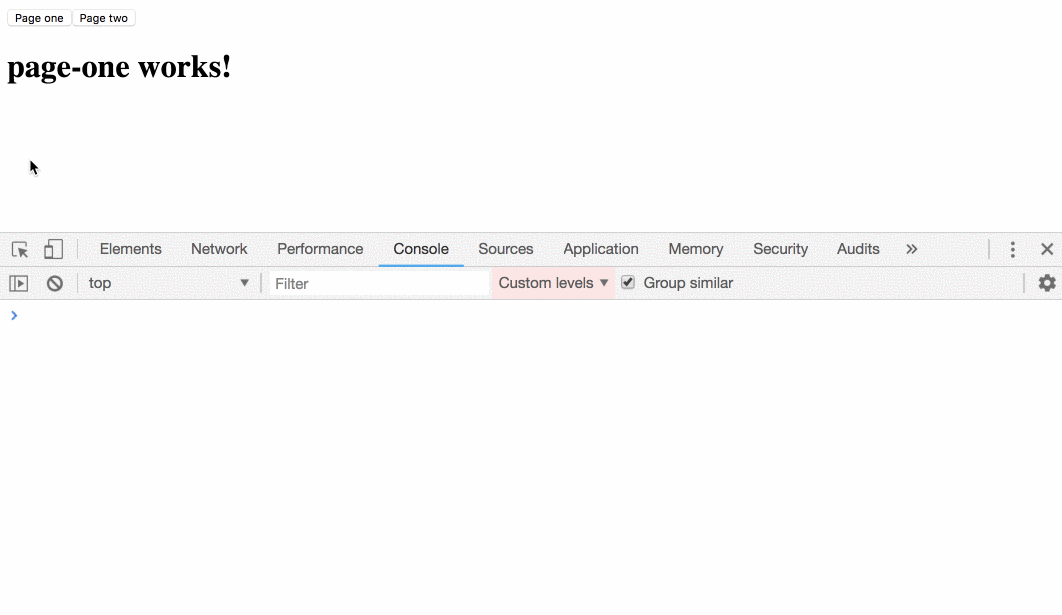 Page one Page two
page-one works!
Elements Network Performance Console Sources Application Memory Security Audits »
top Filter Custom levels Group similar